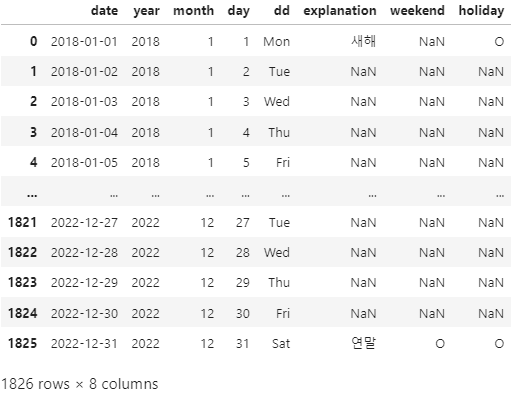 date year month day dd explanation weekend holiday
0 2018-01-01 2018 1 1 Mon 새해 NaN O
1 2018-01-02 2018 1 2 Tue NaN NaN NaN
2 2018-01-03 2018 1 3 Wed NaN NaN NaN
3 2018-01-04 2018 1 4 Thu NaN NaN NaN
4 2018-01-05 2018 1 5 Fri NaN NaN NaN
... ... ... ... ... ... ... ... ...
1821 2022-12-27 2022 12 27 Tue NaN NaN NaN
1822 2022-12-28 2022 12 28 Wed NaN NaN NaN
1823 2022-12-29 2022 12 29 Thu NaN NaN NaN
1824 2022-12-30 2022 12 30 Fri NaN NaN NaN
1825 2022-12-31 2022 12 31 Sat 연말 O O
1826 rows × 8 columns